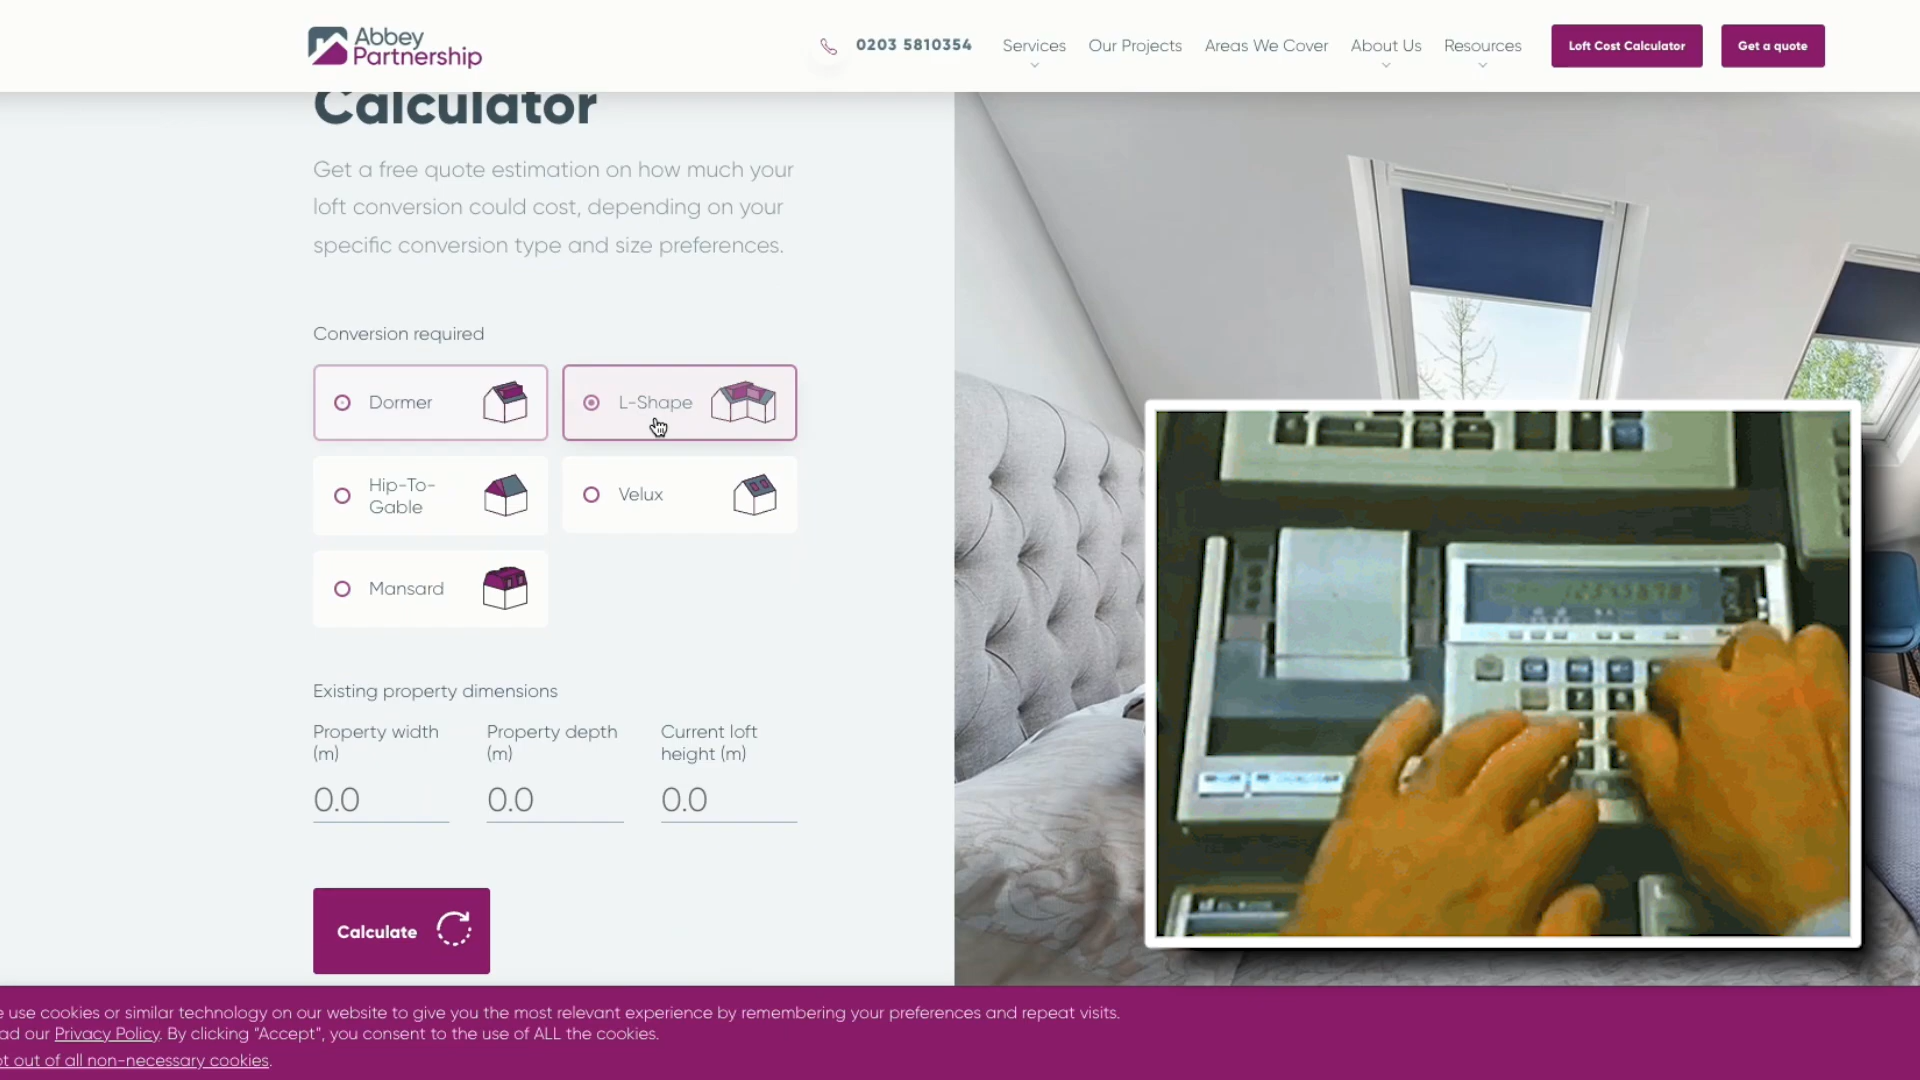 Abbey
Partnership
0203 5810354
Services
Our Projects
Areas We Cover
About Us
Resources
Loft Cost Calculator
Get a quote
Calculator
Get a free quote estimation on how much your
loft conversion could cost, depending on your
specific conversion type and size preferences.
Conversion required
Dormer
L-Shape
Hip-To-
Gable
Velux
Mansard
Existing property dimensions
Property width
(m)
Property depth
(m)
Current loft
height (m)
0.0
0.0
0.0
Calculate
e use cookies or similar technology on our website to give you the most relevant experience by remembering your preferences and repeat visits.
ad our Privacy Policy. By clicking “Accept”, you consent to the use of ALL the cookies.
ot out of all non-necessary cookies.